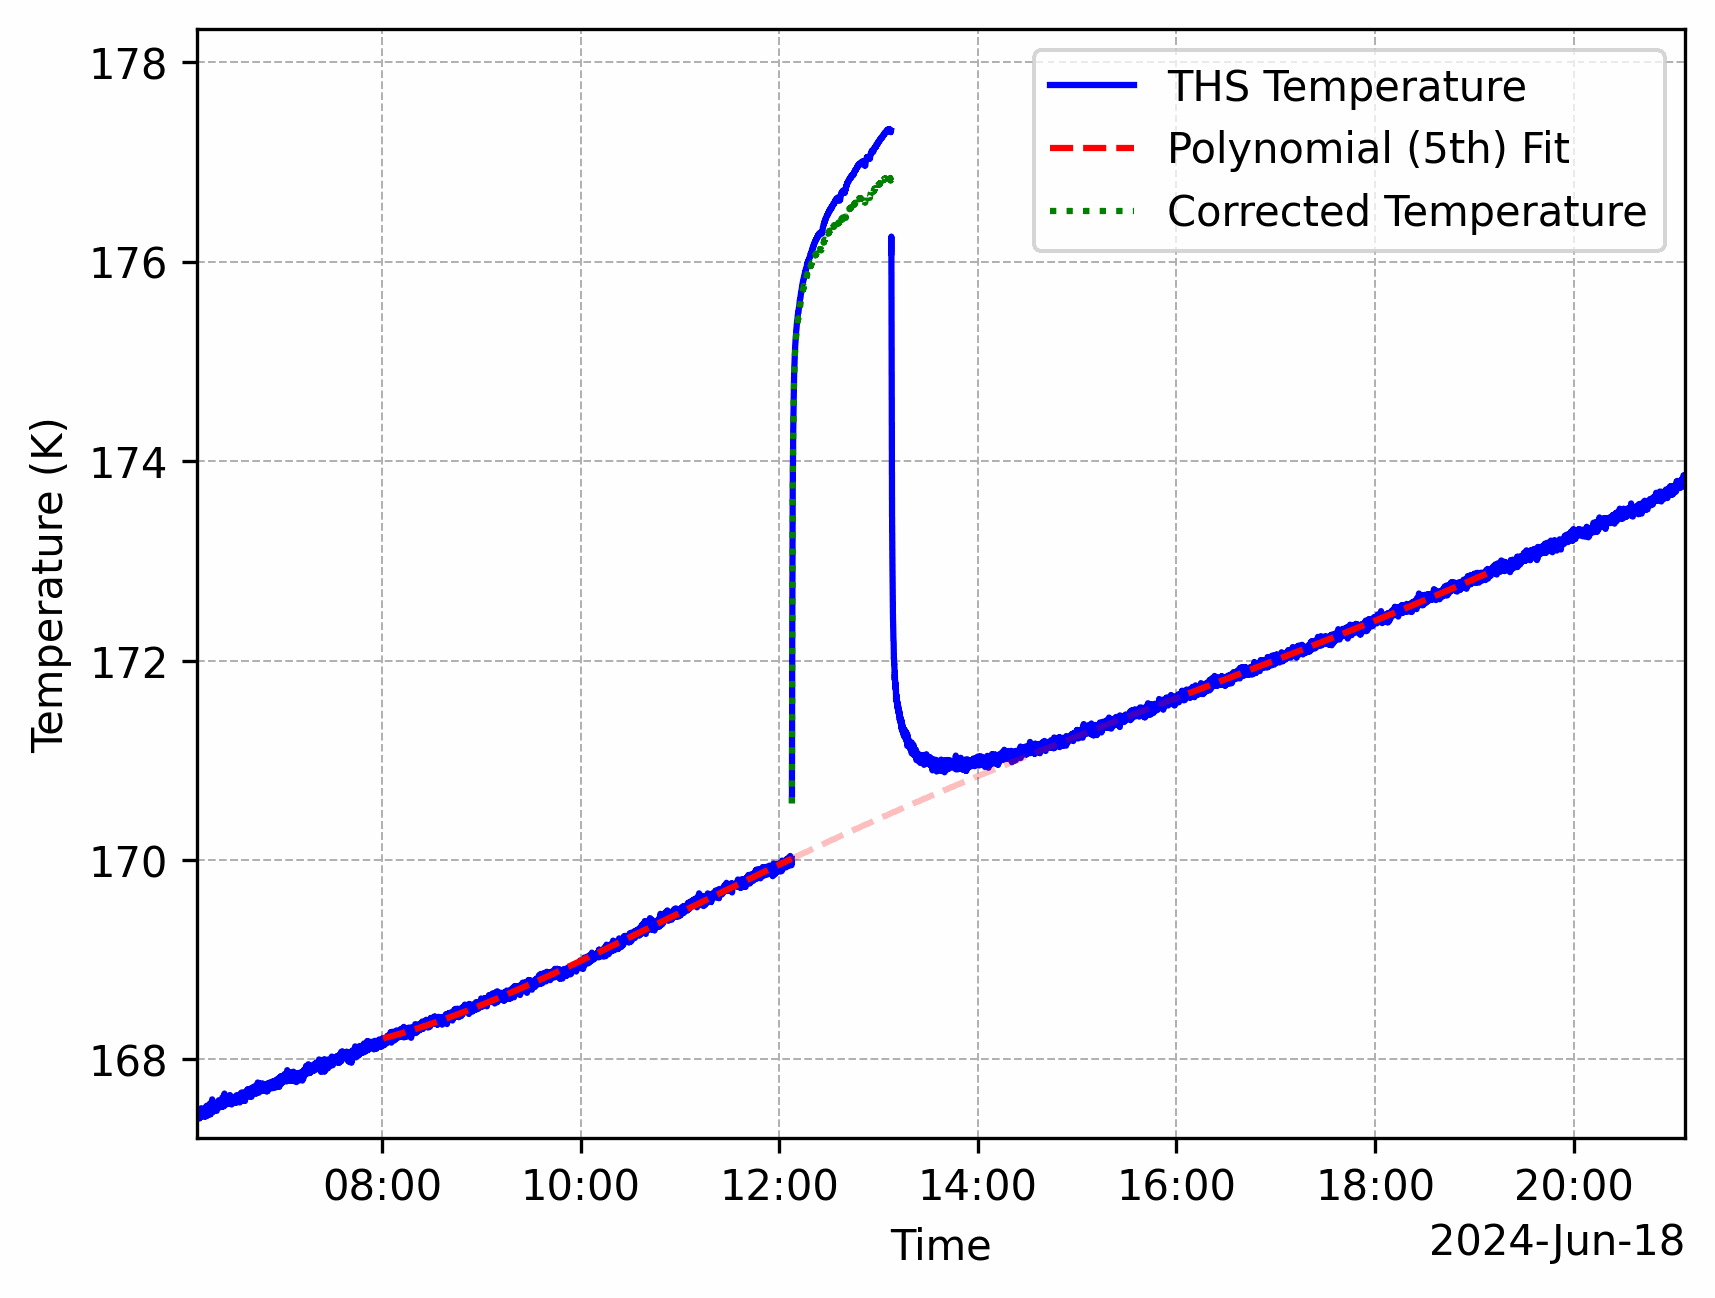 178
176
174
172
170
168
Temperature (K)
THS Temperature
Polynomial (5th) Fit
Corrected Temperature
08:00 10:00 12:00 14:00 16:00 18:00 20:00
Time
2024-Jun-18